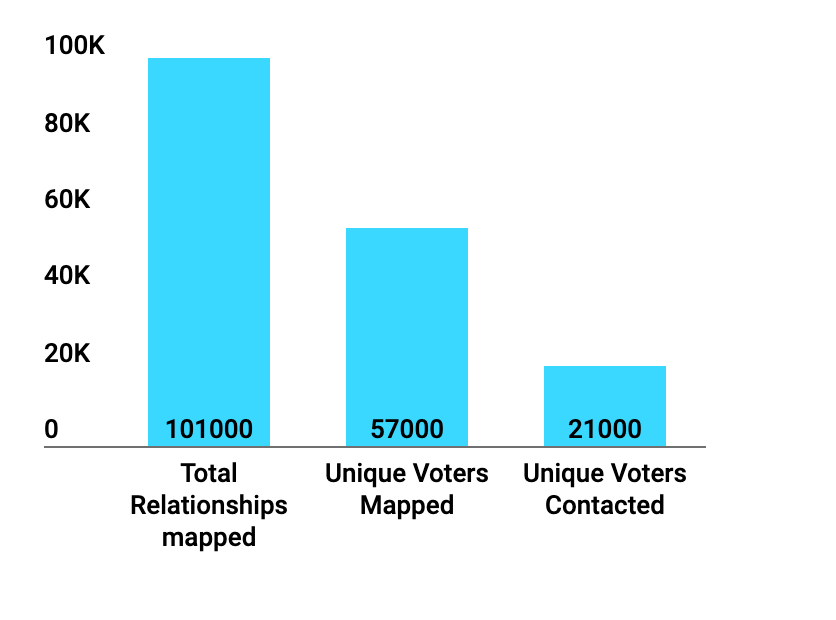 100K
80K
60K
40K
20K
0
101000
57000
21000
Total
Relationships
mapped
Unique Voters
Mapped
Unique Voters
Contacted